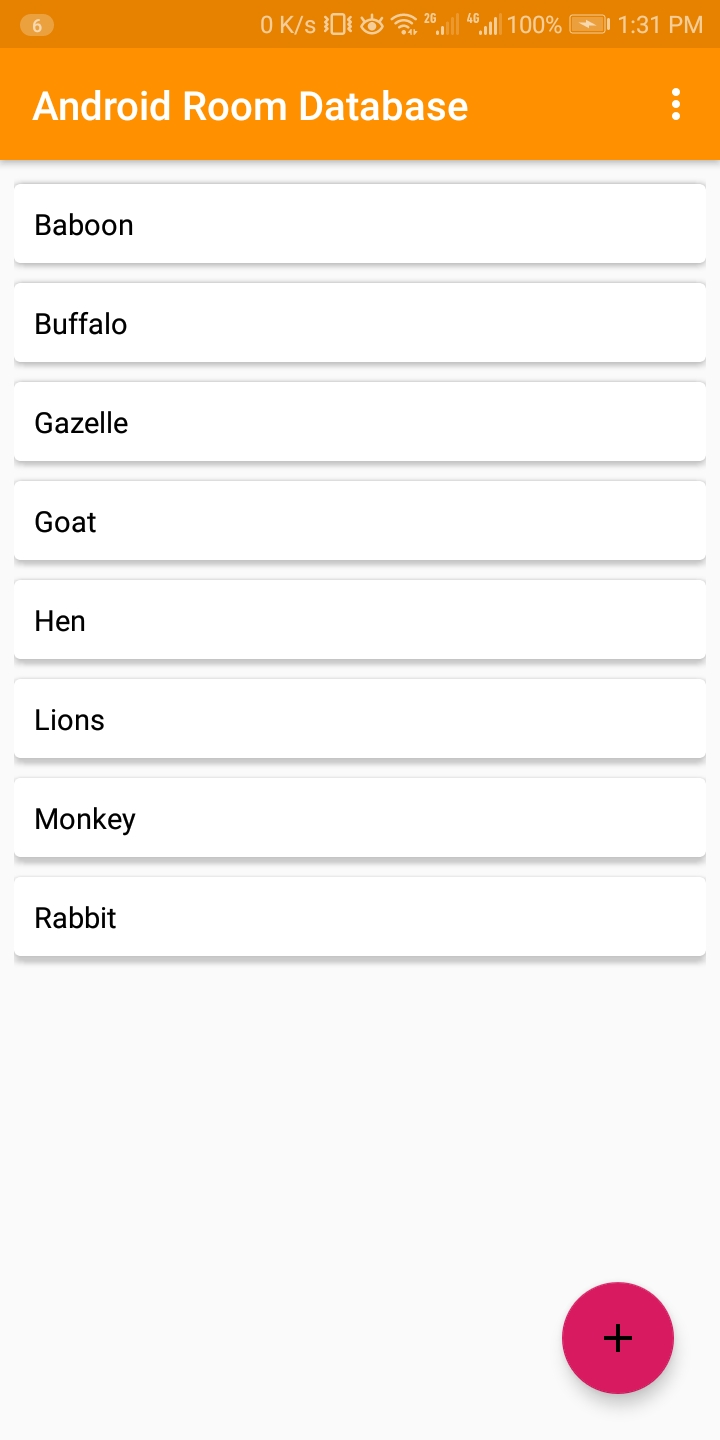 6 0 K/s 2G 4G 100% 1:31 PM
Android Room Database
Baboon
Buffalo
Gazelle
Goat
Hen
Lions
Monkey
Rabbit
+